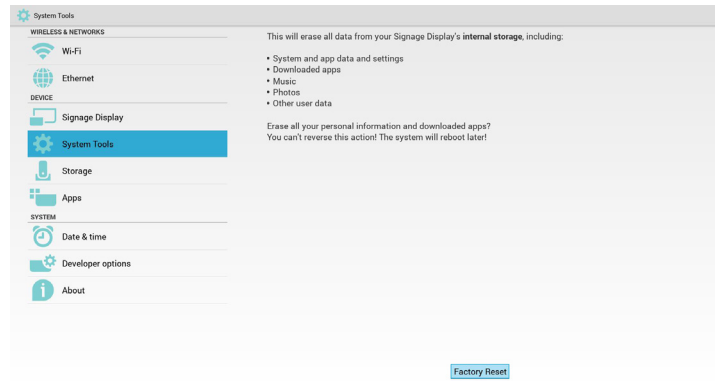 System Tools
WIRELESS & NETWORKS
Wi-Fi
Ethernet
DEVICE
Signage Display
System Tools
Storage
Apps
SYSTEM
Date & time
Developer options
About
This will erase all data from your Signage Display's internal storage, including:
• System and app data and settings
• Downloaded apps
• Music
• Photos
• Other user data
Erase all your personal information and downloaded apps?
You can't reverse this action! The system will reboot later!
Factory Reset